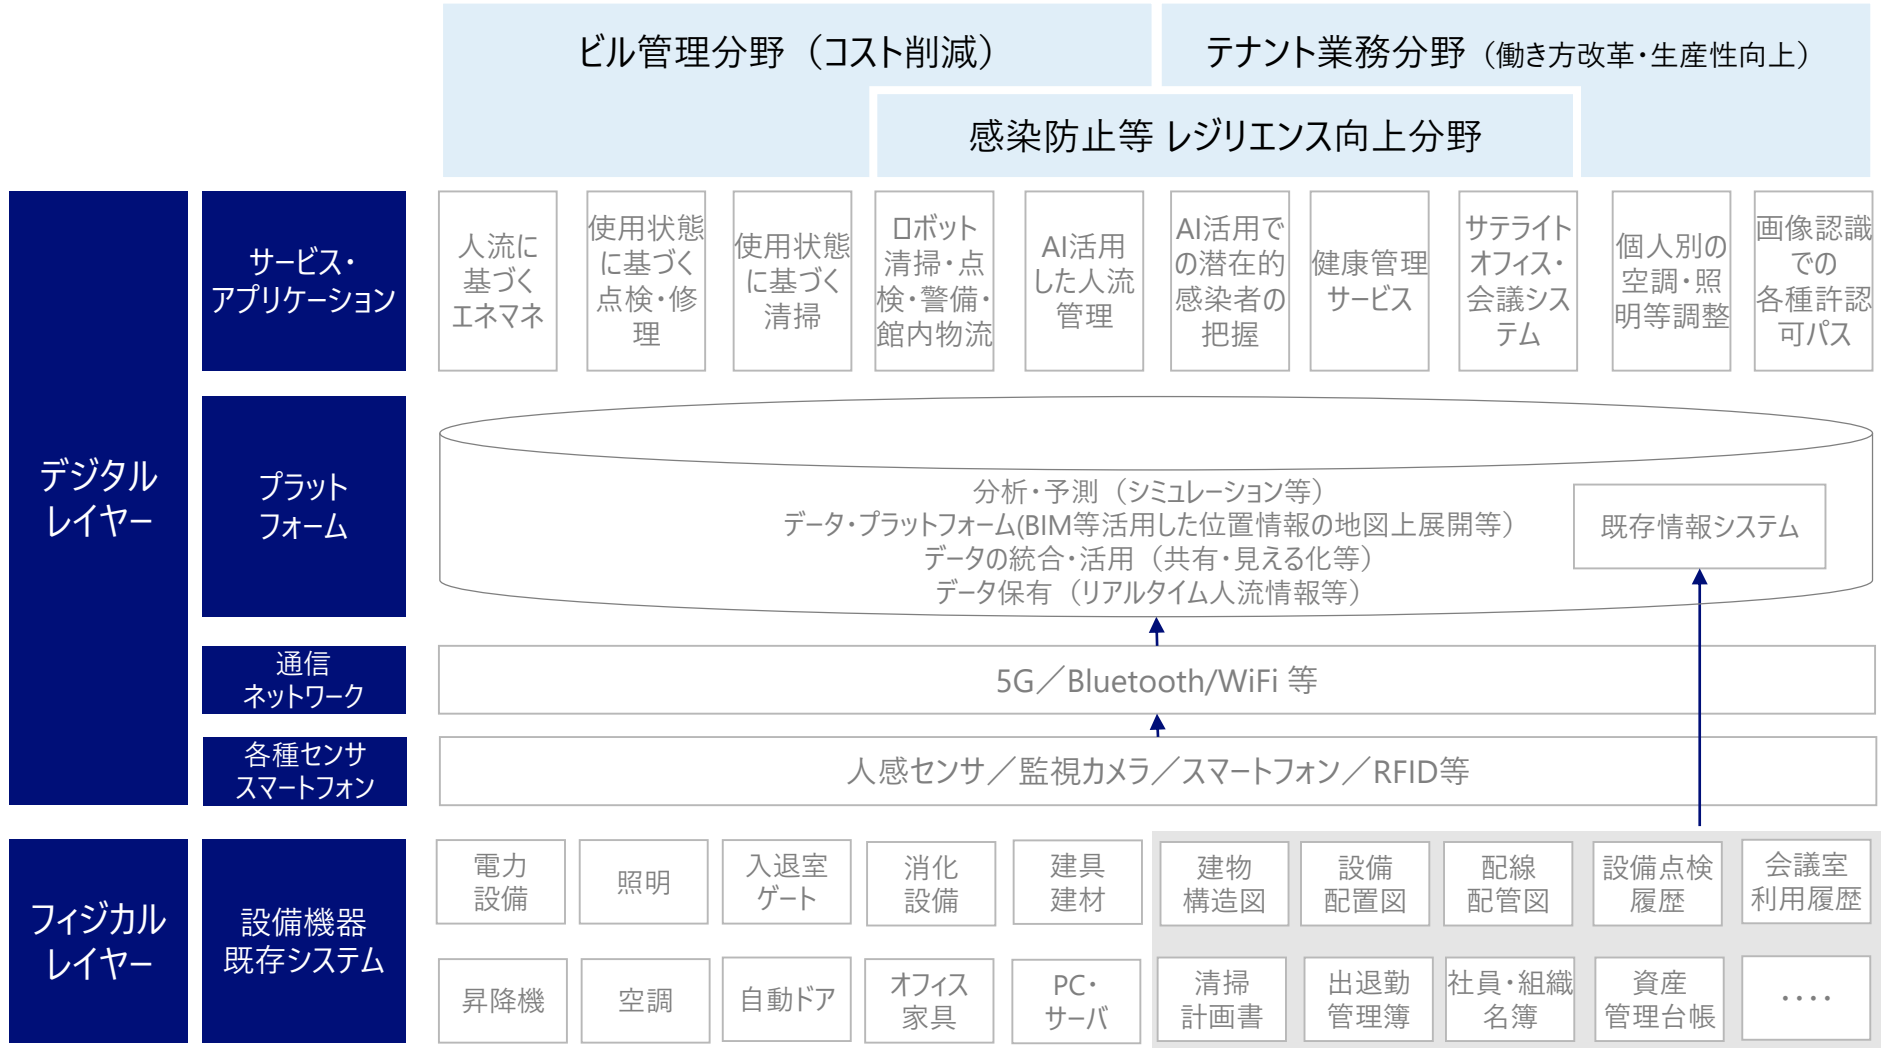 ビル管理分野（コスト削減）
テナント業務分野（働き方改革・生産性向上）
感染防止等 レジリエンス向上分野
デジタル
レイヤー
サービス・
アプリケーション
人流に
基づく
エネマネ
使用状態
に基づく
点検・修
理
使用状態
に基づく
清掃
ロボット
清掃・点
検・警備・
館内物流
AI活用
した人流
管理
AI活用で
の潜在的
感染者の
把握
健康管理
サービス
サテライト
オフィス・
会議シス
テム
個人別の
空調・照
明等調整
画像認識
での
各種許認
可パス
プラット
フォーム
分析・予測（シミュレーション等）
データ・プラットフォーム(BIM等活用した位置情報の地図上展開等）
データの統合・活用（共有・見える化等）
データ保有（リアルタイム人流情報等）
既存情報システム
通信
ネットワーク
5G／Bluetooth/WiFi 等
各種センサ
スマートフォン
人感センサ／監視カメラ／スマートフォン／RFID等
フィジカル
レイヤー
設備機器
既存システム
電力
設備
照明
入退室
ゲート
消化
設備
建具
建材
建物
構造図
設備
配置図
配線
配管図
設備点検
履歴
会議室
利用履歴
昇降機
空調
自動ドア
オフィス
家具
PC・
サーバ
清掃
計画書
出退勤
管理簿
社員・組織
名簿
資産
管理台帳
‥‥